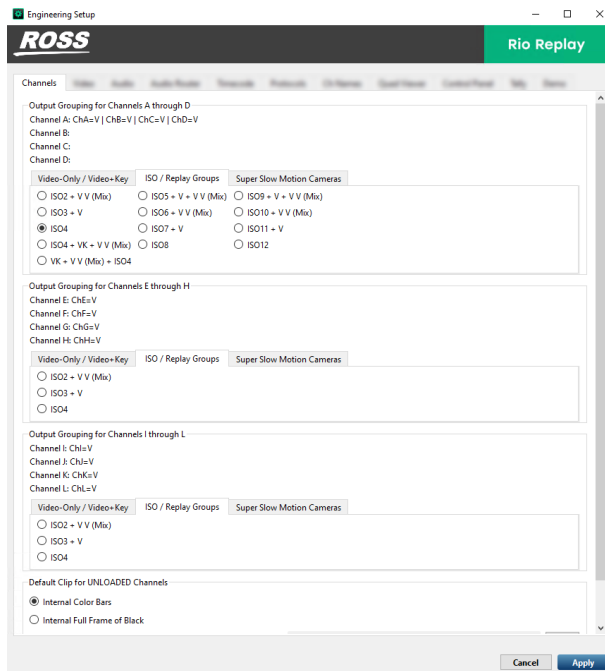 Engineering Setup
ROSS
Rio Replay
Channels
Output Grouping for Channels A through D
Channel A: ChA=V | ChB=V | ChC=V | ChD=V
Channel B:
Channel C:
Channel D:
Video-Only / Video+Key ISO / Replay Groups Super Slow Motion Cameras
ISO2 + V V (Mix) ISO5 + V + V V (Mix) ISO9 + V + V V (Mix)
ISO3 + V ISO6 + V V (Mix) ISO10 + V V (Mix)
ISO4 ISO7 + V ISO11 + V
ISO4 + VK + V V (Mix) ISO8 ISO12
VK + V V (Mix) + ISO4
Output Grouping for Channels E through H
Channel E: ChE=V
Channel F: ChF=V
Channel G: ChG=V
Channel H: ChH=V
Video-Only / Video+Key ISO / Replay Groups Super Slow Motion Cameras
ISO2 + V V (Mix)
ISO3 + V
ISO4
Output Grouping for Channels I through L
Channel I: ChI=V
Channel J: ChJ=V
Channel K: ChK=V
Channel L: ChL=V
Video-Only / Video+Key ISO / Replay Groups Super Slow Motion Cameras
ISO2 + V V (Mix)
ISO3 + V
ISO4
Default Clip for UNLOADED Channels
Internal Color Bars
Internal Full Frame of Black
Cancel Apply